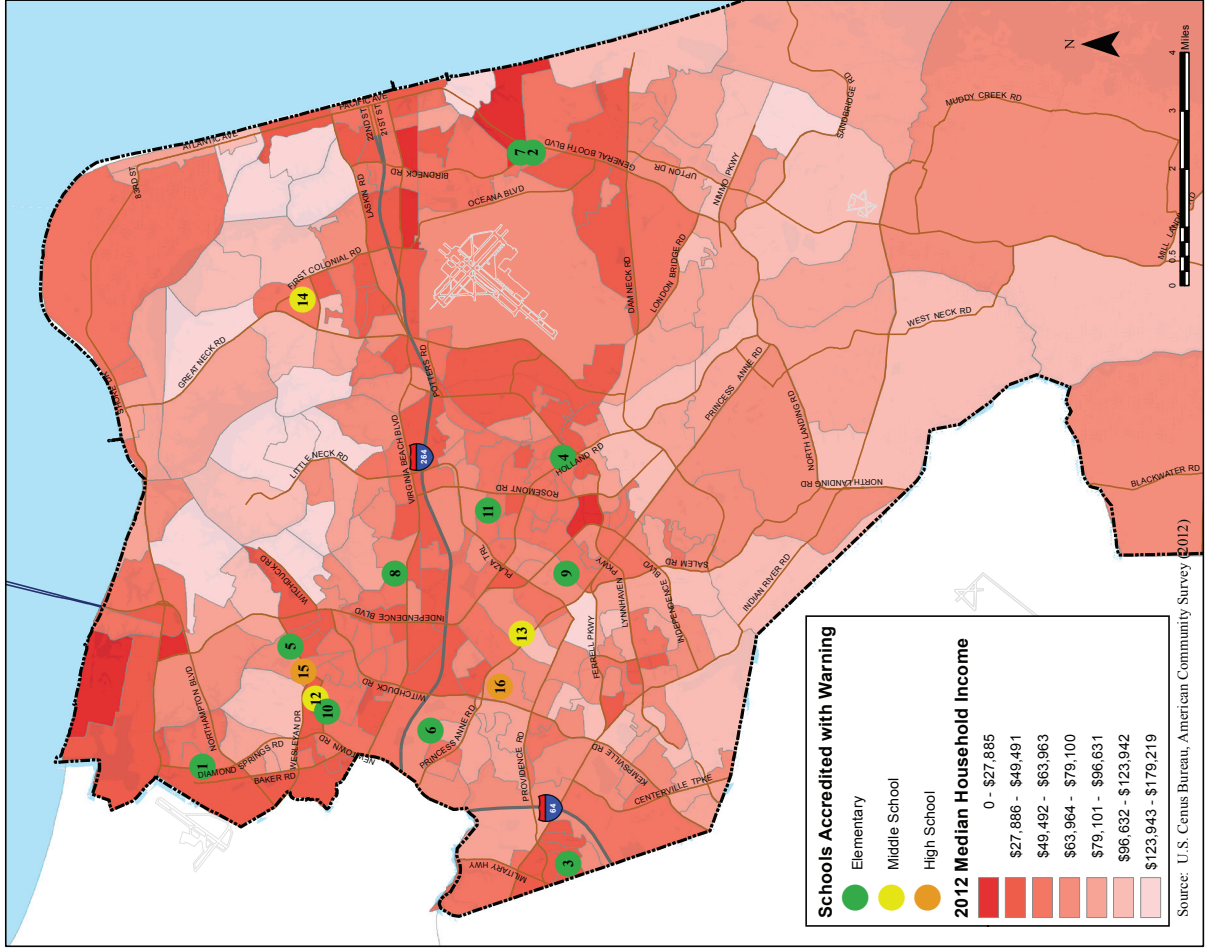 83RD ST
ATLANTIC AVE
PACIFIC AVE
22ND ST
21ST ST
LASKIN RD
BIRDNECK RD
OCEANA BLVD
GENERAL BOOTH BLVD
7
2
UPTON DR
NIMMO PKWY
SANDBRIDGE RD
MUDDY CREEK RD
N
FIRST COLONIAL RD
14
GREAT NECK RD
SHORE DR
POTTERS RD
DAM NECK RD
LONDON BRIDGE RD
WEST NECK RD
PRINCESS ANNE RD
NORTH LANDING RD
NORTH LANDING RD
BLACKWATER RD
LITTLE NECK RD
VIRGINIA BEACH BLVD
264
4
HOLLAND RD
ROSEMONT RD
11
PLAZA TRL
8
9
PKWY
LYNNHAVEN
INDEPENDENCE BLVD
SALEM RD
INDIAN RIVER RD
WITCHDUCK RD
INDEPENDENCE BLVD
13
FERRELL PKWY
5
15
12
10
16
WITCHDUCK RD
NORTHAMPTON BLVD
1
DIAMOND SPRINGS RD
WESLEYAN DR
BAKER RD
NEWTOWN RD
6
PRINCESS ANNE RD
PROVIDENCE RD
KEMPSVILLE RD
CENTERVILLE TPKE
64
3
MILITARY HWY
0
0.5
2
3
4
Miles
Schools Accredited with Warning
Elementary
Middle School
High School
2012 Median Household Income
0 - $27,885
$27,886 - $49,491
$49,492 - $63,963
$63,964 - $79,100
$79,101 - $96,631
$96,632 - $123,942
$123,943 - $179,219
Source: U.S. Cenus Bureau, American Community Survey (2012)